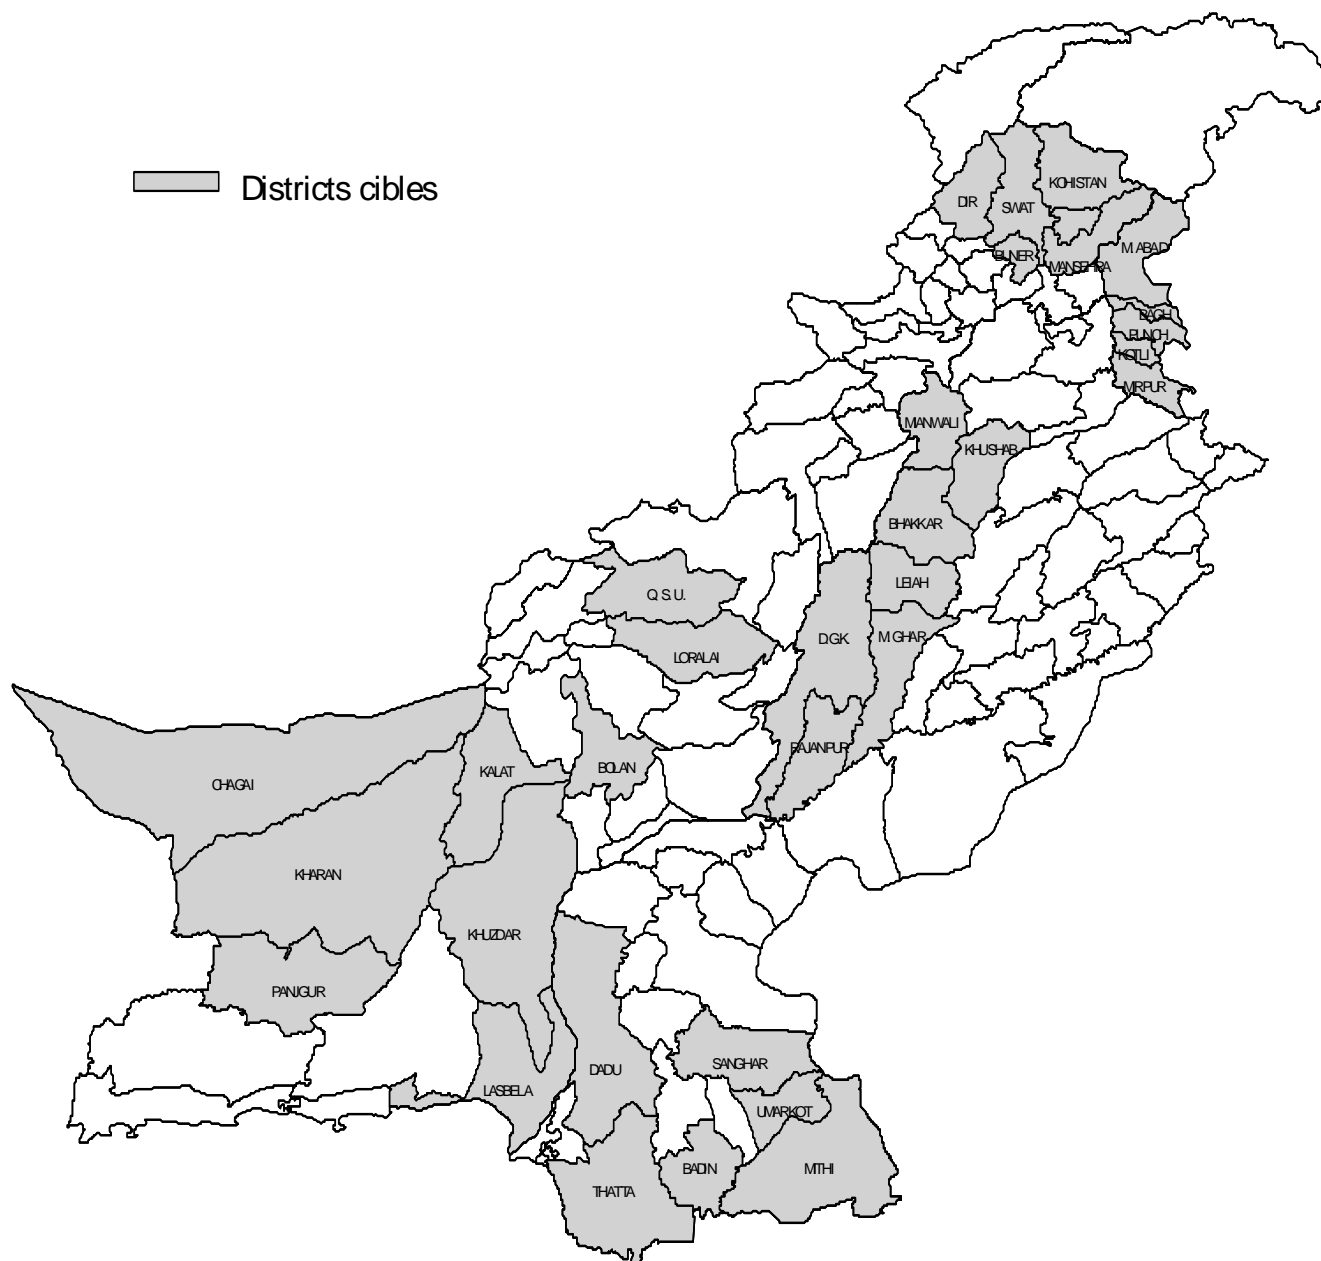 Districts cibles
KOHISTAN
DIR
SWAT
M.ABAD
BUNER
MANSEHRA
BAGH
PUNCH
KOTLI
MIRPUR
MIANWALI
KHUSHAB
BHAKKAR
LEIAH
Q.S.U.
D.G.K
M.GHAR
LORALAI
RAJANPUR
BOLAN
KALAT
CHAGAI
KHARAN
KHUZDAR
PANJGUR
SANGHAR
DADU
LASBELA
UMARKOT
BADIN
MITHI
THATTA